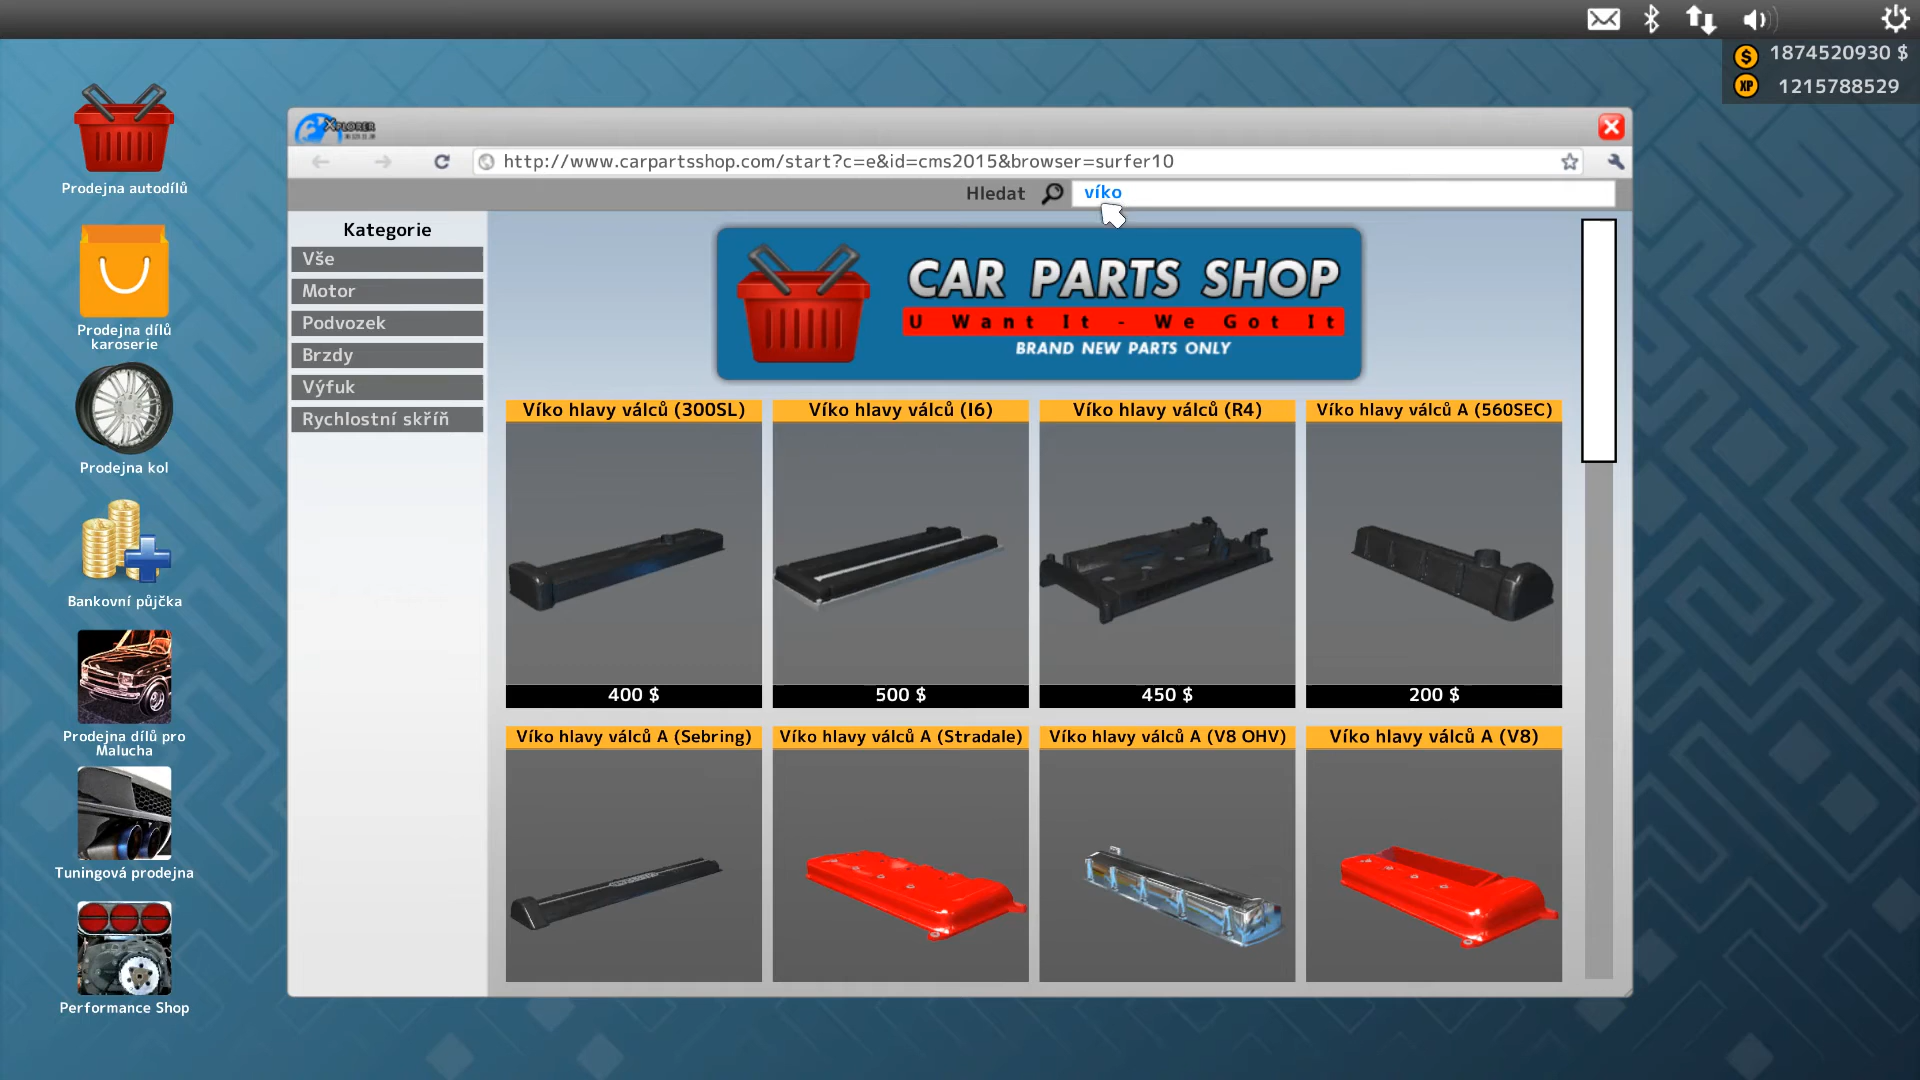 1874520930 $
XP 1215788529
Prodejna autodílů
Prodejna dílů
karoserie
Prodejna kol
Bankovní půjčka
Prodejna dílů pro
Malucha
Tuningová prodejna
Performance Shop
XPLORER
http://www.carpartsshop.com/start?c=e&id=cms2015&browser=surfer10
Hledat víko
Kategorie
Vše
Motor
Podvozek
Brzdy
Výfuk
Rychlostní skříň
CAR PARTS SHOP
U Want It - We Got It
BRAND NEW PARTS ONLY
Víko hlavy válců (300SL)
400 $
Víko hlavy válců (I6)
500 $
Víko hlavy válců (R4)
450 $
Víko hlavy válců A (560SEC)
200 $
Víko hlavy válců A (Sebring)
Víko hlavy válců A (Stradale)
Víko hlavy válců A (V8 OHV)
Víko hlavy válců A (V8)